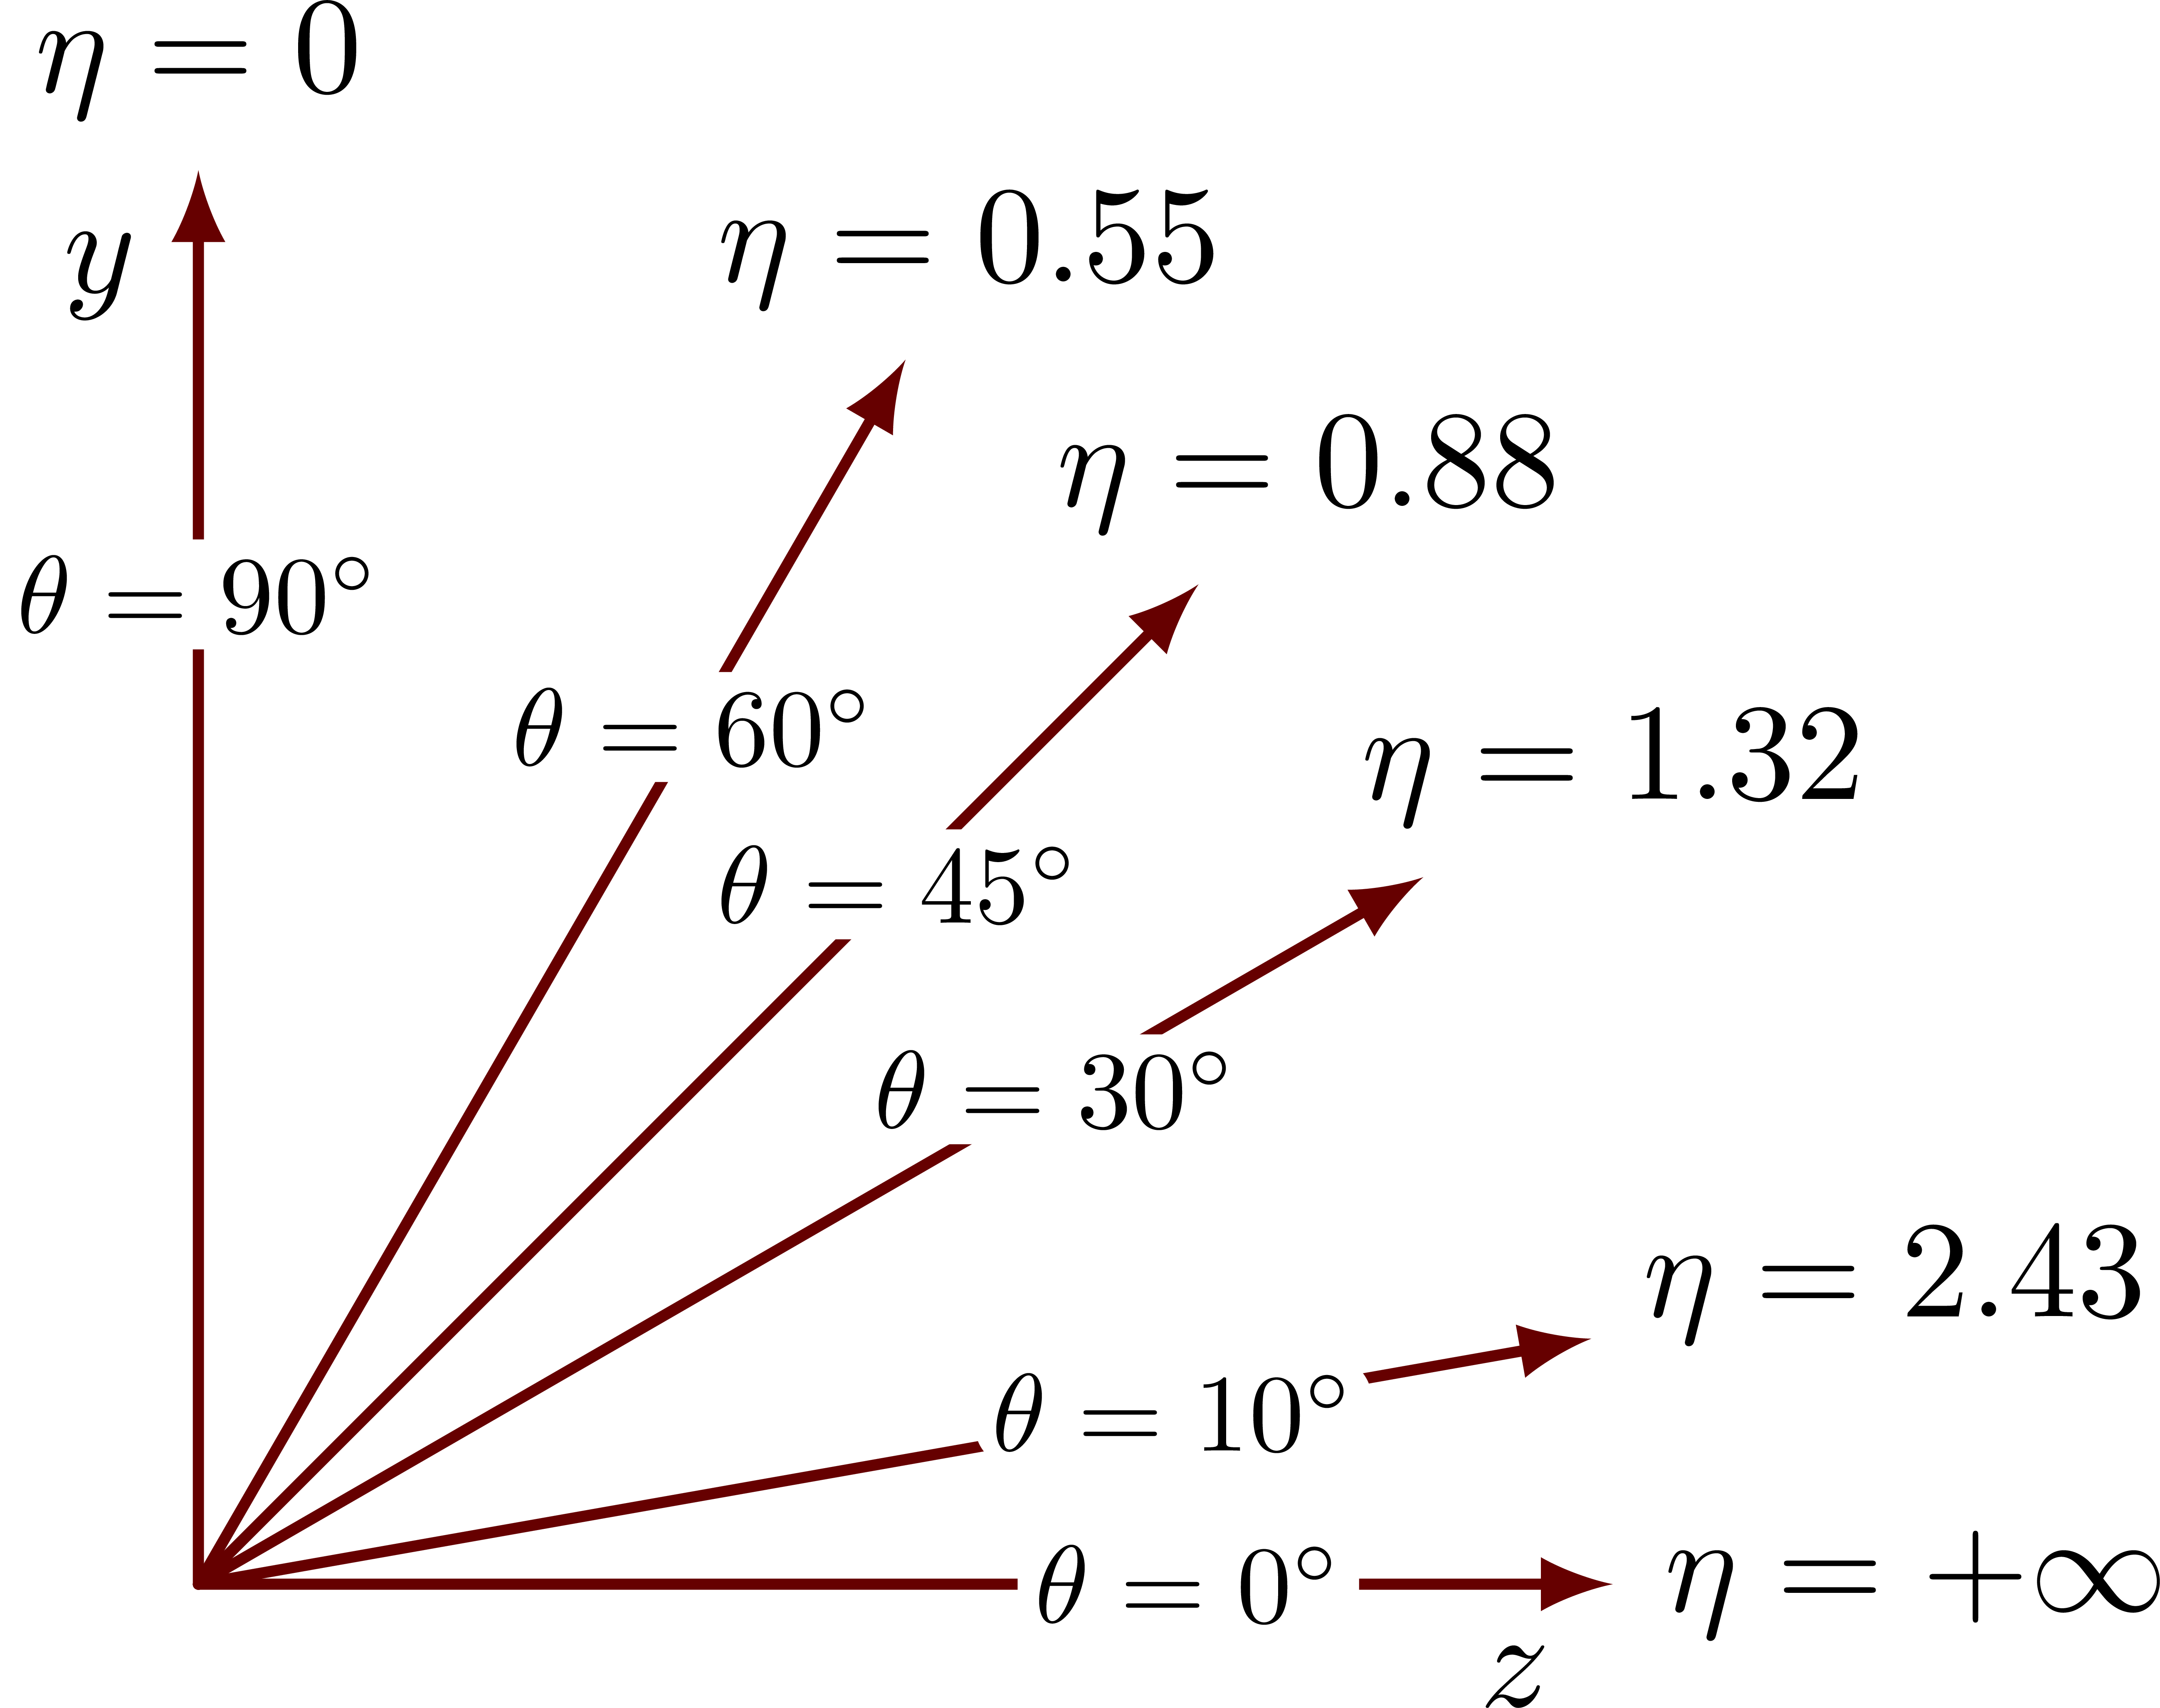 η = 0
y
η = 0.55
η = 0.88
θ = 90°
θ = 60°
η = 1.32
θ = 45°
θ = 30°
η = 2.43
θ = 10°
θ = 0°
η = +∞
z